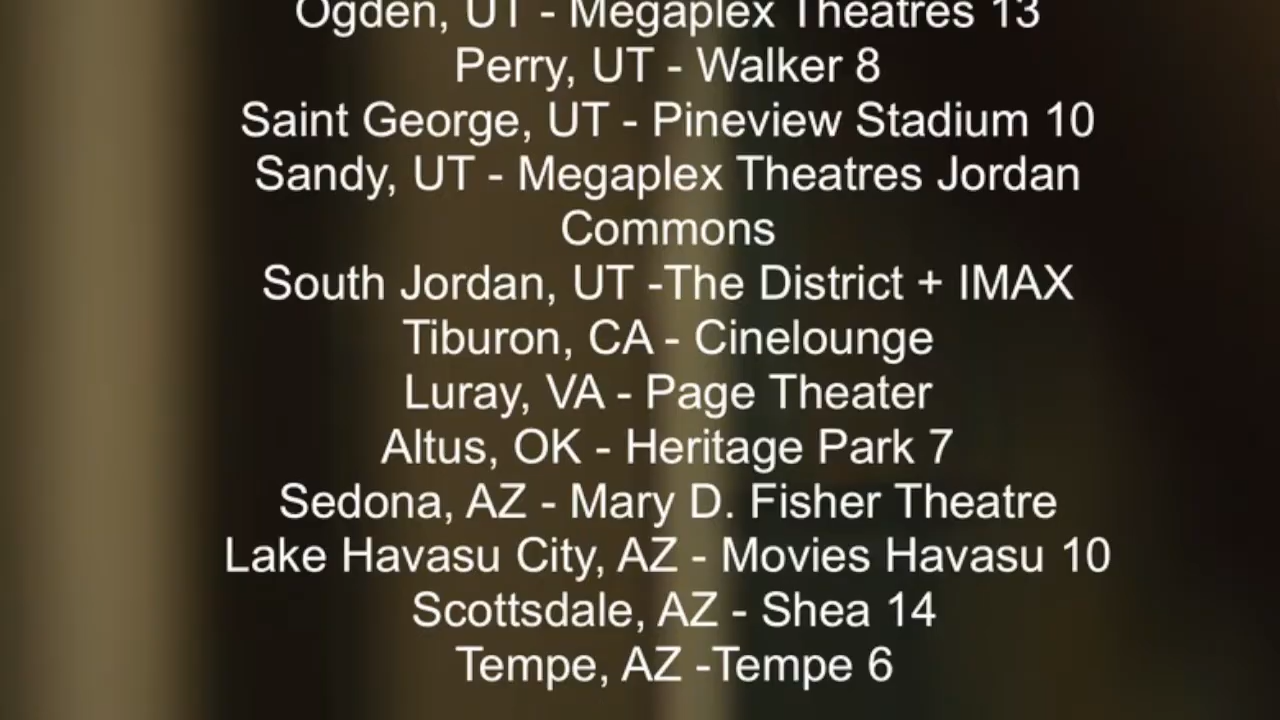 Ogden, UT - Megaplex Theatres 13
Perry, UT - Walker 8
Saint George, UT - Pineview Stadium 10
Sandy, UT - Megaplex Theatres Jordan
Commons
South Jordan, UT -The District + IMAX
Tiburon, CA - Cinelounge
Luray, VA - Page Theater
Altus, OK - Heritage Park 7
Sedona, AZ - Mary D. Fisher Theatre
Lake Havasu City, AZ - Movies Havasu 10
Scottsdale, AZ - Shea 14
Tempe, AZ -Tempe 6